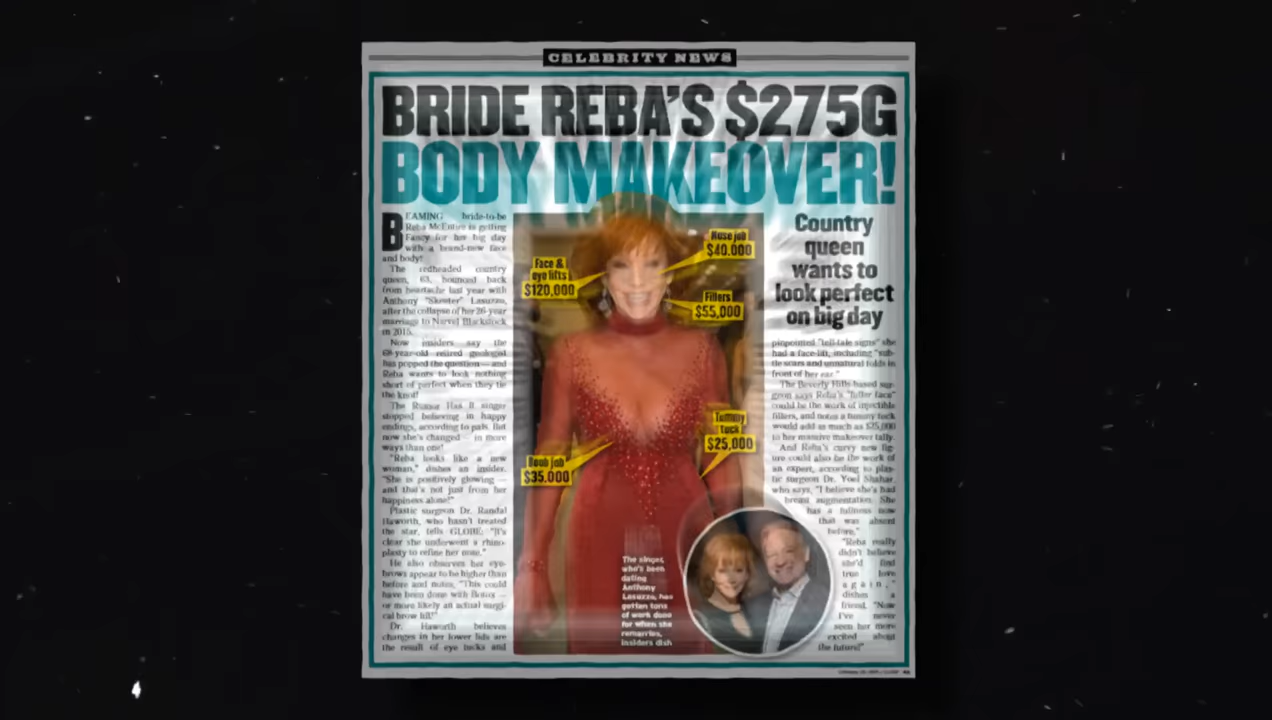 CELEBRITY NEWS
BRIDE REBA'S $275G
BODY MAKEOVER!
BEAMING bride-to-be
Reba McEntire is getting
Fancy for her big day
with a brand-new face
and body!
The redheaded country
queen, 63, bounced back
from heartache last year with
Anthony "Skeeter" Lasuzzo,
after the collapse of her 26-year
marriage to Narvel Blackstock
in 2015.
Now insiders say the
68-year-old retired geologist
has popped the question — and
Reba wants to look nothing
short of perfect when they tie
the knot!
The Rumor Has It singer
stopped believing in happy
endings, according to pals. But
now she's changed — in more
ways than one!
"Reba looks like a new
woman," dishes an insider.
"She is positively glowing —
and that's not just from her
happiness alone!"
Plastic surgeon Dr. Randal
Haworth, who hasn't treated
the star, tells GLOBE: "It's
clear she underwent a rhino-
plasty to refine her nose."
He also observes her eye-
brows appear to be higher than
before and notes, "This could
have been done with Botox —
or more likely an actual surgi-
cal brow lift!"
Dr. Haworth believes
changes in her lower lids are
the result of eye tucks and
Nose job
$40,000
Face &
eye lifts
$120,000
Fillers
$55,000
Tummy
tuck
$25,000
Boob job
$35,000
The singer,
who's been
dating
Anthony
Lasuzzo, has
gotten tons
of work done
for when she
remarries,
insiders dish
Country
queen
wants to
look perfect
on big day
pinpointed "tell-tale signs" she
had a face-lift, including "sub-
tle scars and unnatural folds in
front of her ear."
The Beverly Hills-based sur-
geon says Reba's "fuller face"
could be the work of injectible
fillers, and notes a tummy tuck
would add as much as $25,000
to her massive makeover tally.
And Reba's curvy new fig-
ure could also be the work of
an expert, according to plas-
tic surgeon Dr. Yoel Shahar,
who says, "I believe she's had
breast augmentation. She
has a fullness now
that was absent
before."
"Reba really
didn't believe
she'd find
true love
again,"
dishes a
friend. "Now
I've never
seen her more
excited about
the future!"